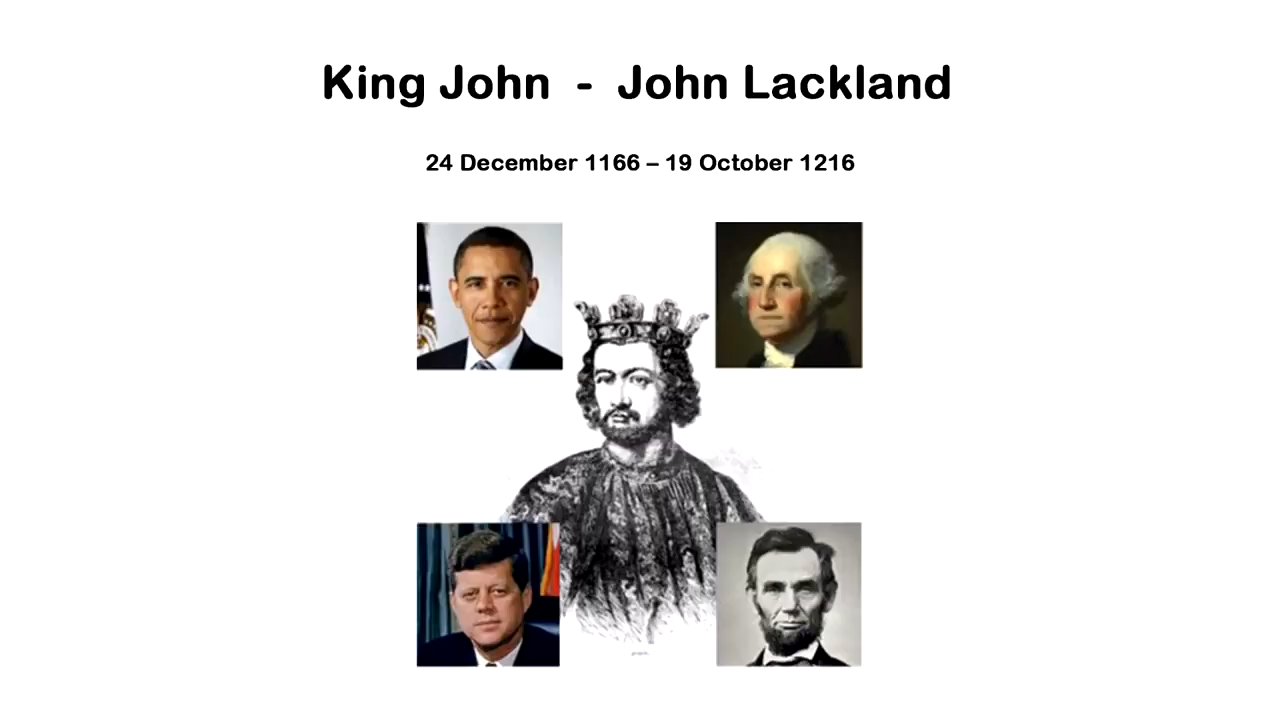 King John - John Lackland
24 December 1166 – 19 October 1216